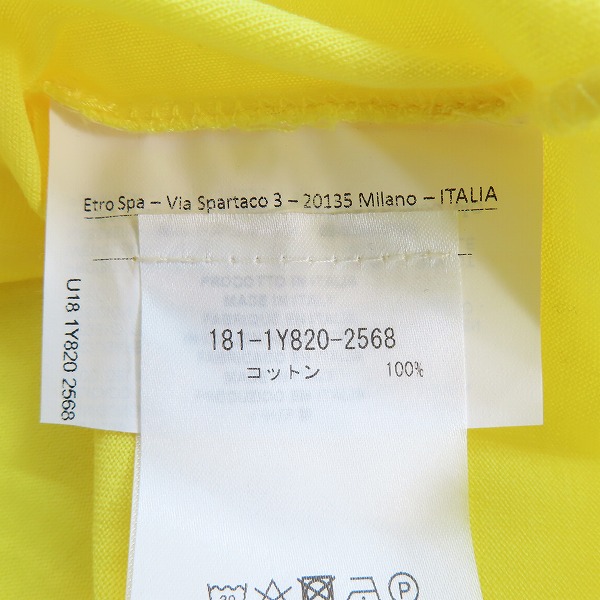 Etro Spa – Via Spartaco 3 – 20135 Milano – ITALIA
U18 1Y820 2568
181-1Y820-2568
コットン 100%
30
P